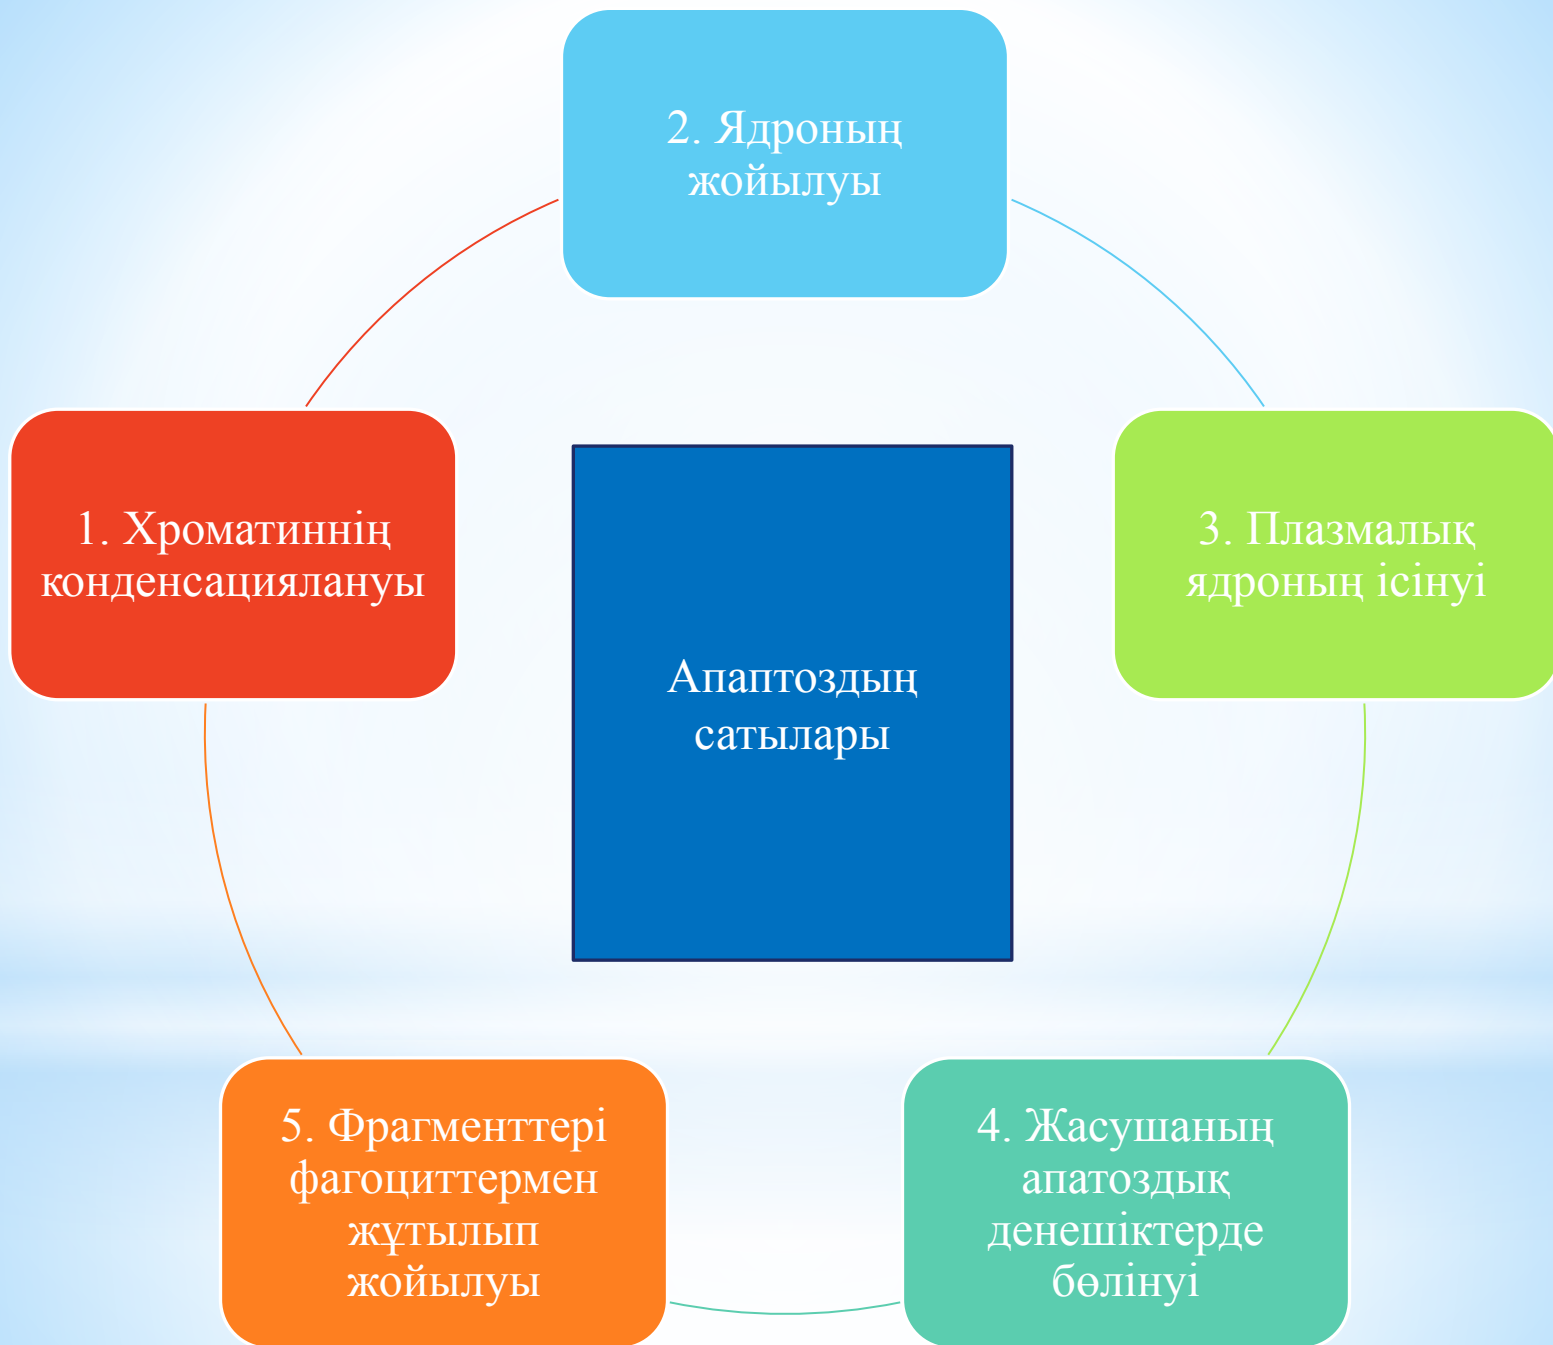 2. Ядроның
жойылуы
1. Хроматиннің
конденсациялануы
3. Плазмалық
ядроның ісінуі
Апаптоздың
сатылары
5. Фрагменттері
фагоциттермен
жұтылып
жойылуы
4. Жасушаның
апатоздық
денешіктерде
бөлінуі